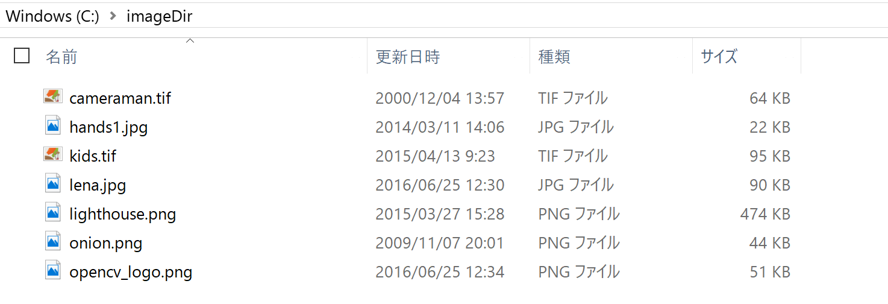 Windows (C:) > imageDir
名前 更新日時 種類 サイズ
cameraman.tif 2000/12/04 13:57 TIF ファイル 64 KB
hands1.jpg 2014/03/11 14:06 JPG ファイル 22 KB
kids.tif 2015/04/13 9:23 TIF ファイル 95 KB
lena.jpg 2016/06/25 12:30 JPG ファイル 90 KB
lighthouse.png 2015/03/27 15:28 PNG ファイル 474 KB
onion.png 2009/11/07 20:01 PNG ファイル 44 KB
opencv_logo.png 2016/06/25 12:34 PNG ファイル 51 KB